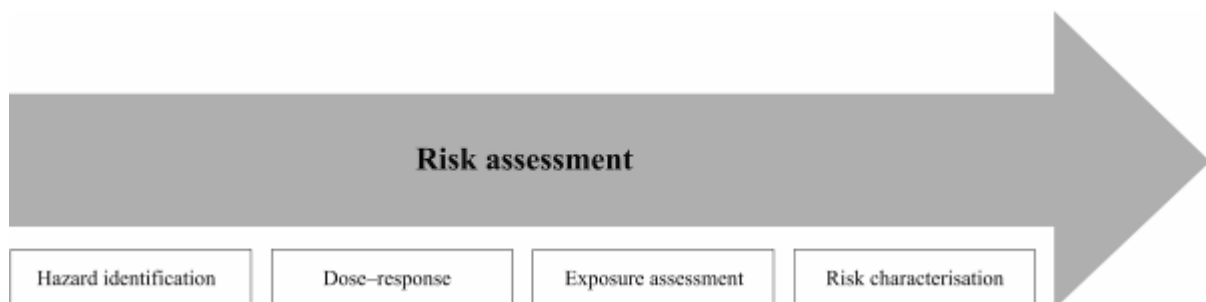 Risk assessment
Hazard identification
Dose–response
Exposure assessment
Risk characterisation